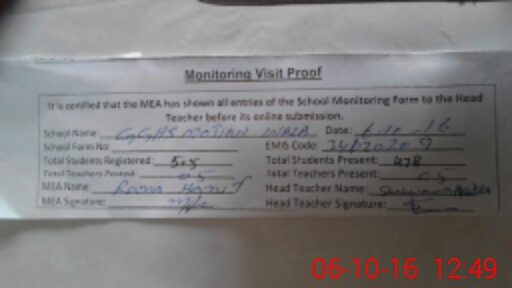 Monitoring Visit Proof
It is certified that the MEA has shown all entries of the School Monitoring Form to the Head
Teacher before its online submission.
School Name: GGHS MOTIAN WALA Date: 6-10-16
School Form No: EMIS Code:
Total Students Registered: 505 Total Students Present: 478
Total Teachers Posted: 05 Total Teachers Present: 05
MEA Name: Head Teacher Name:
MEA Signature: Head Teacher Signature:
06-10-16 12:49